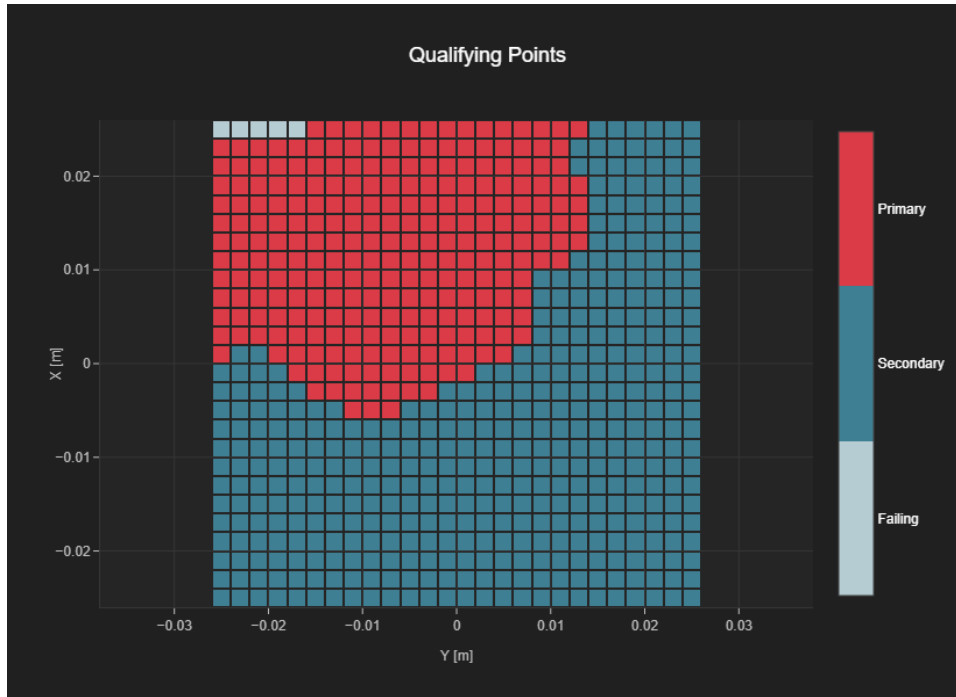 Qualifying Points
0.02
0.01
0
−0.01
−0.02
X [m]
−0.03
−0.02
−0.01
0
0.01
0.02
0.03
Y [m]
Primary
Secondary
Failing